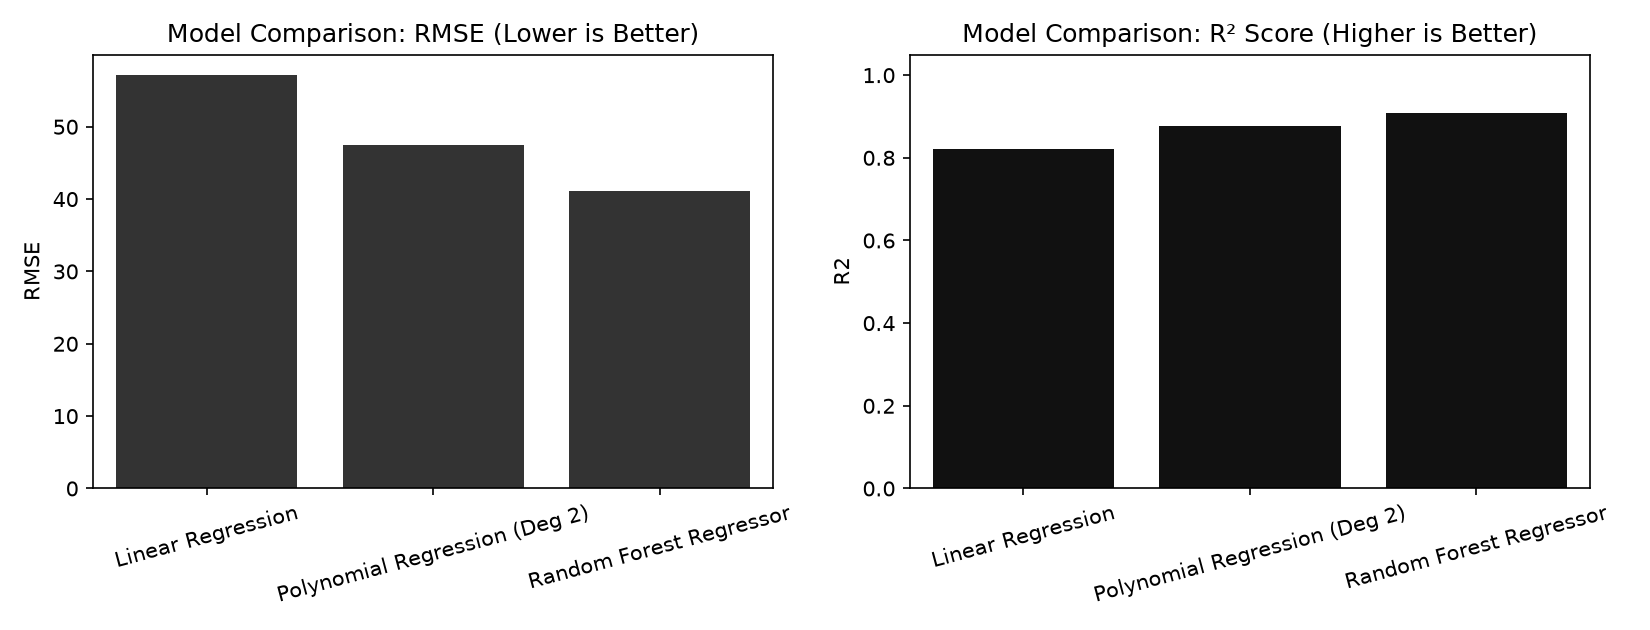 Model Comparison: RMSE (Lower is Better)
RMSE
50
40
30
20
10
0
Linear Regression
Polynomial Regression (Deg 2)
Random Forest Regressor
Model Comparison: R² Score (Higher is Better)
R2
1.0
0.8
0.6
0.4
0.2
0.0
Linear Regression
Polynomial Regression (Deg 2)
Random Forest Regressor